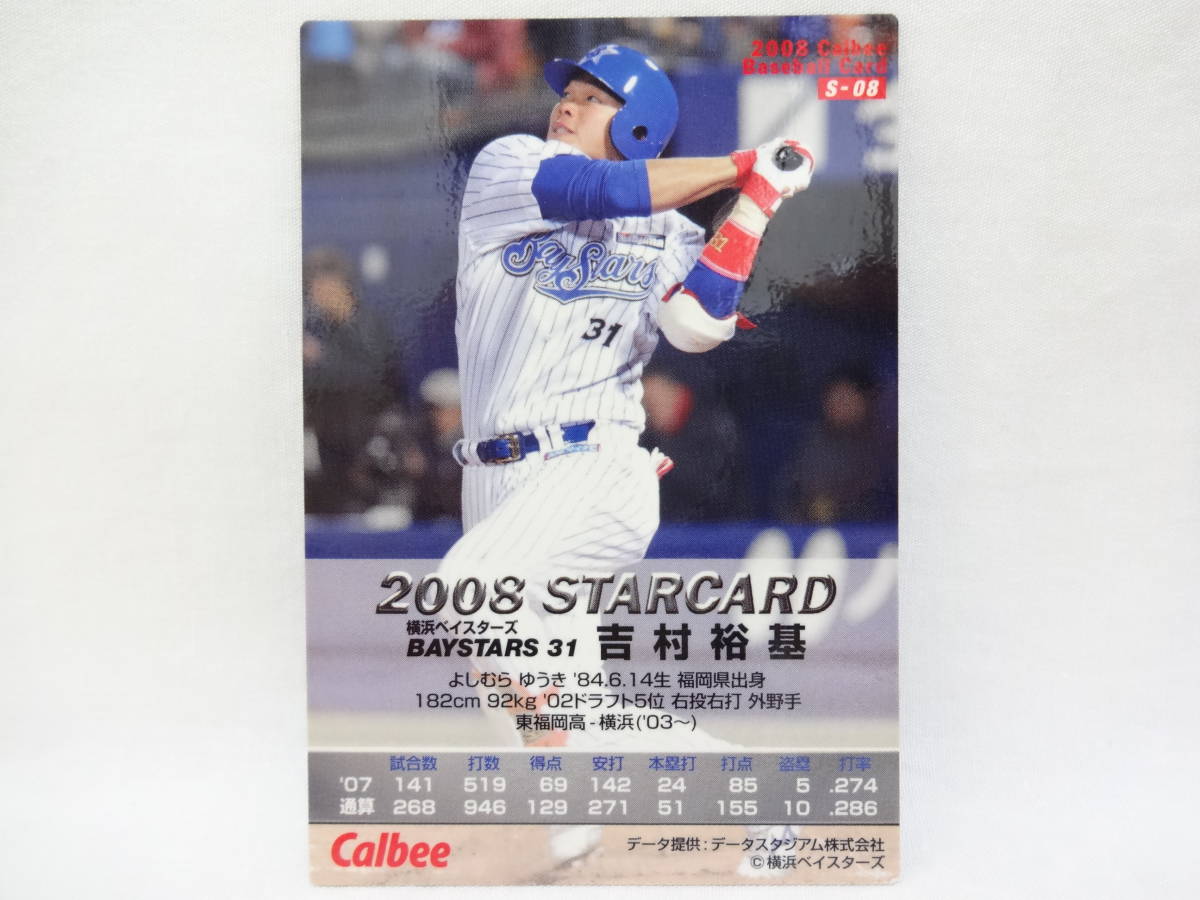 2008 Calbee
Baseball Card
S-08
BayStars
31
31
2008 STARCARD
横浜ベイスターズ
BAYSTARS 31 吉村裕基
よしむら ゆうき '84.6.14生 福岡県出身
182cm 92kg '02ドラフト5位 右投右打 外野手
東福岡高-横浜('03〜)
試合数 打数 得点 安打 本塁打 打点 盗塁 打率
'07 141 519 69 142 24 85 5 .274
通算 268 946 129 271 51 155 10 .286
Calbee
データ提供:データスタジアム株式会社
©横浜ベイスターズ